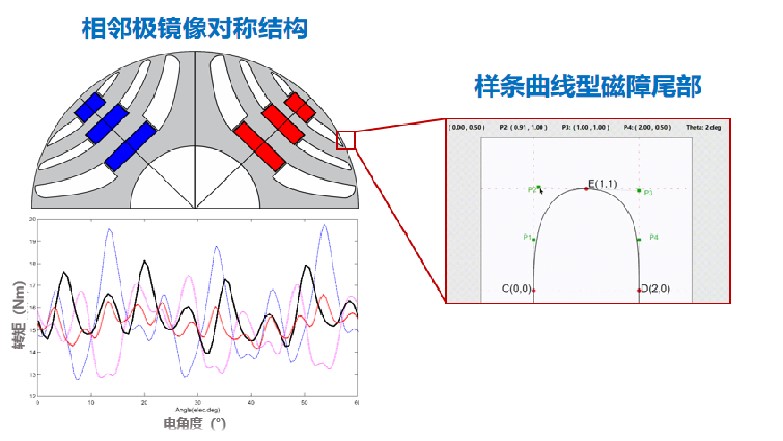 相邻极镜像对称结构
样条曲线型磁障尾部
( 0.00 , 0.50 ) P2: ( 0.91 , 1.00 ) P3: ( 1.00 , 1.00 ) P4: ( 2.00 , 0.50 ) Theta: 2 deg
P2 E(1,1) P3
P1 P4
C(0,0) D(2,0)
20
19
18
17
16
15
14
13
12
转矩（Nm）
0 10 20 30 40 50 60
Angle(elec.deg)
电角度（°）